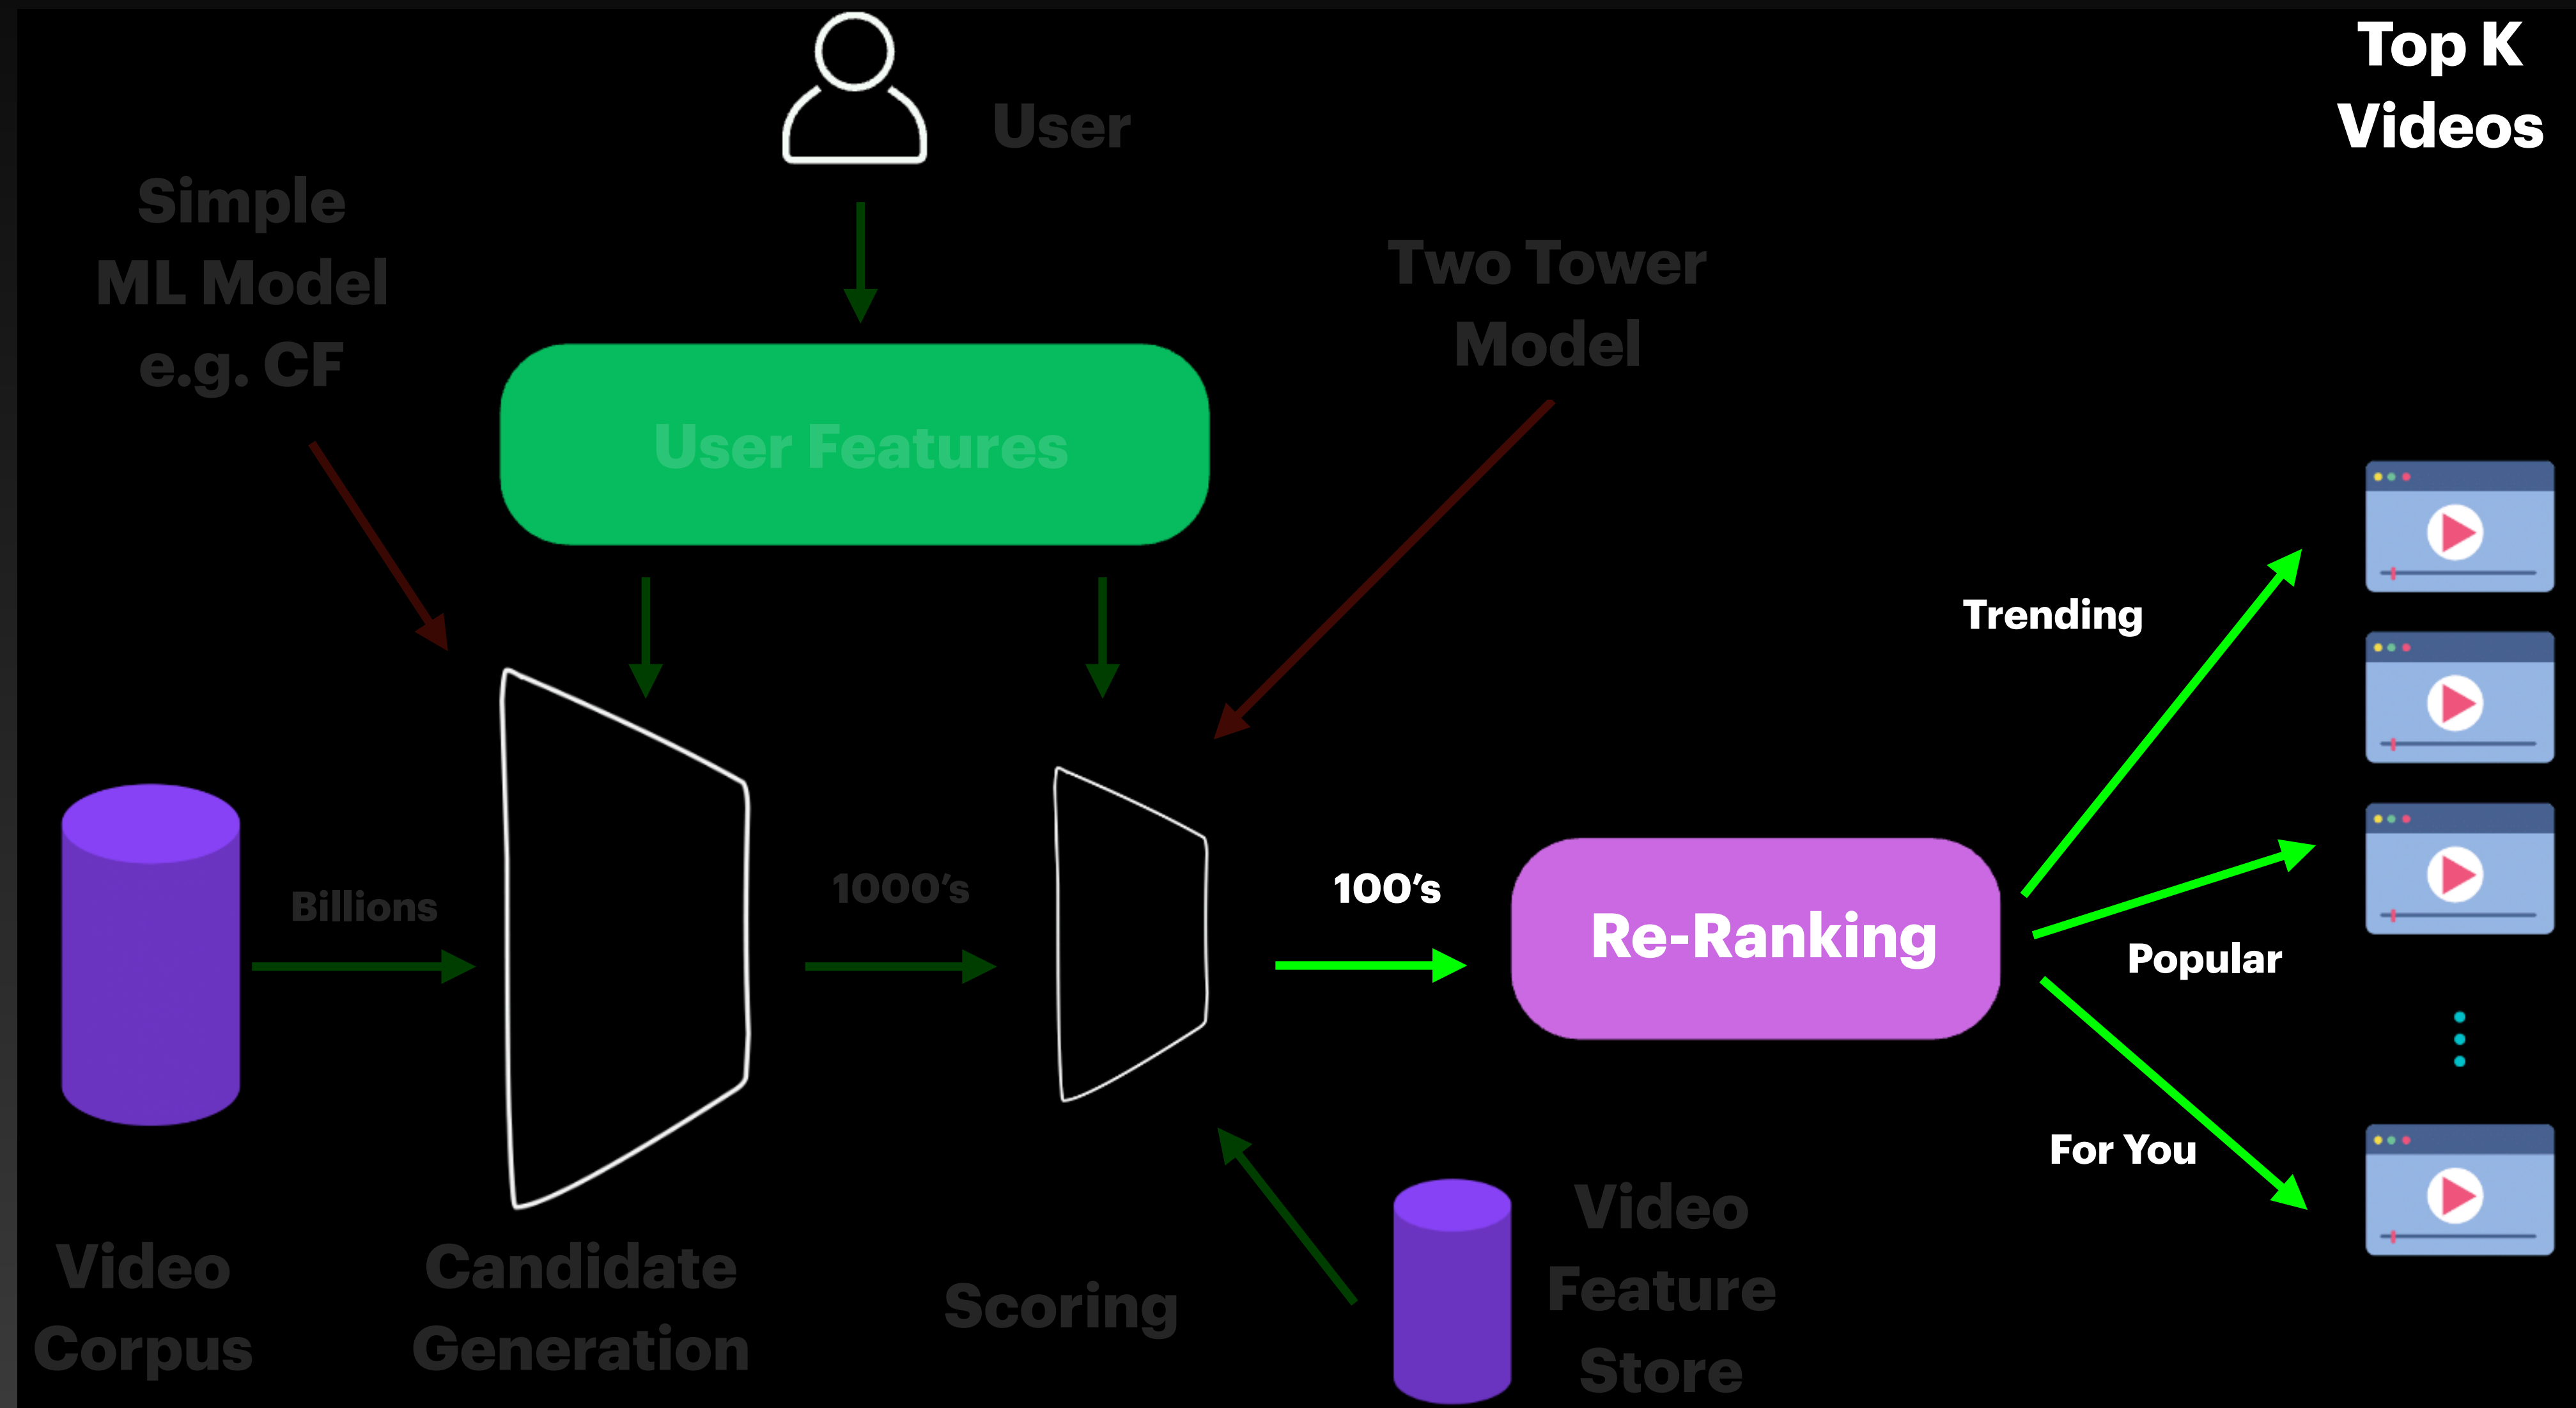 Top K
Videos
User
Simple
ML Model
e.g. CF
Two Tower
Model
User Features
Trending
Billions
1000's
100's
Re-Ranking
Popular
For You
Video
Corpus
Candidate
Generation
Scoring
Video
Feature
Store